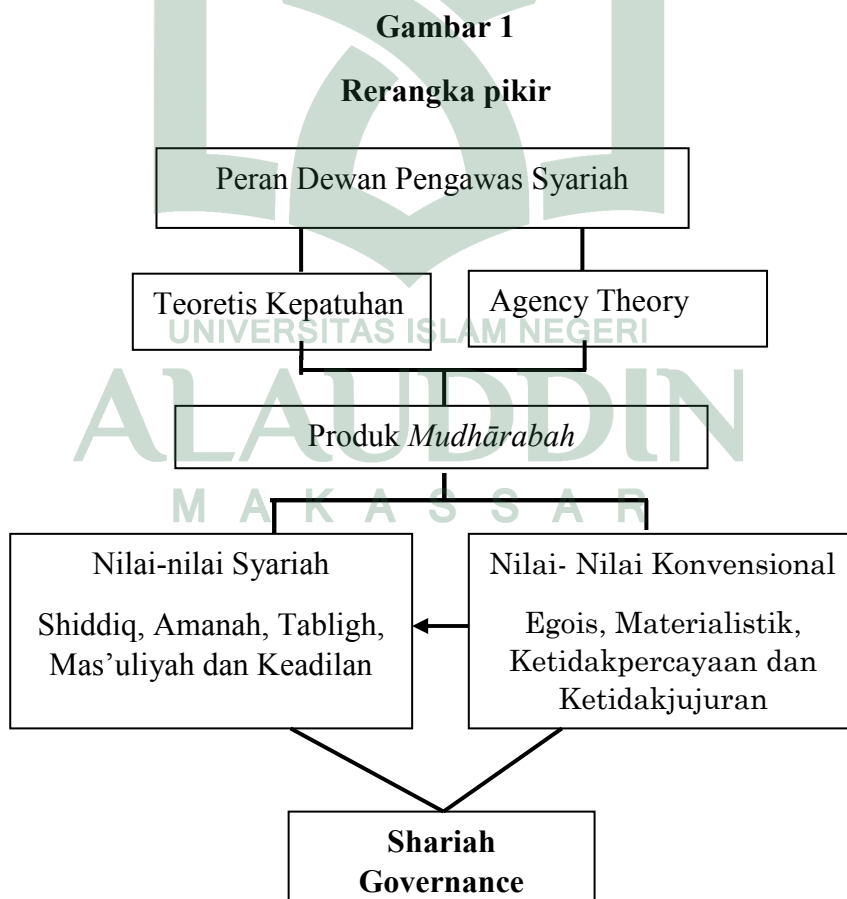 Gambar 1
Rerangka pikir
Peran Dewan Pengawas Syariah
Teoretis Kepatuhan
Agency Theory
UNIVERSITAS ISLAM NEGERI
ALAUDDIN
Produk Mudhārabah
M A K A S S A R
Nilai-nilai Syariah
Shiddiq, Amanah, Tabligh,
Mas’uliyah dan Keadilan
Nilai- Nilai Konvensional
Egois, Materialistik,
Ketidakpercayaan dan
Ketidakjujuran
Shariah
Governance